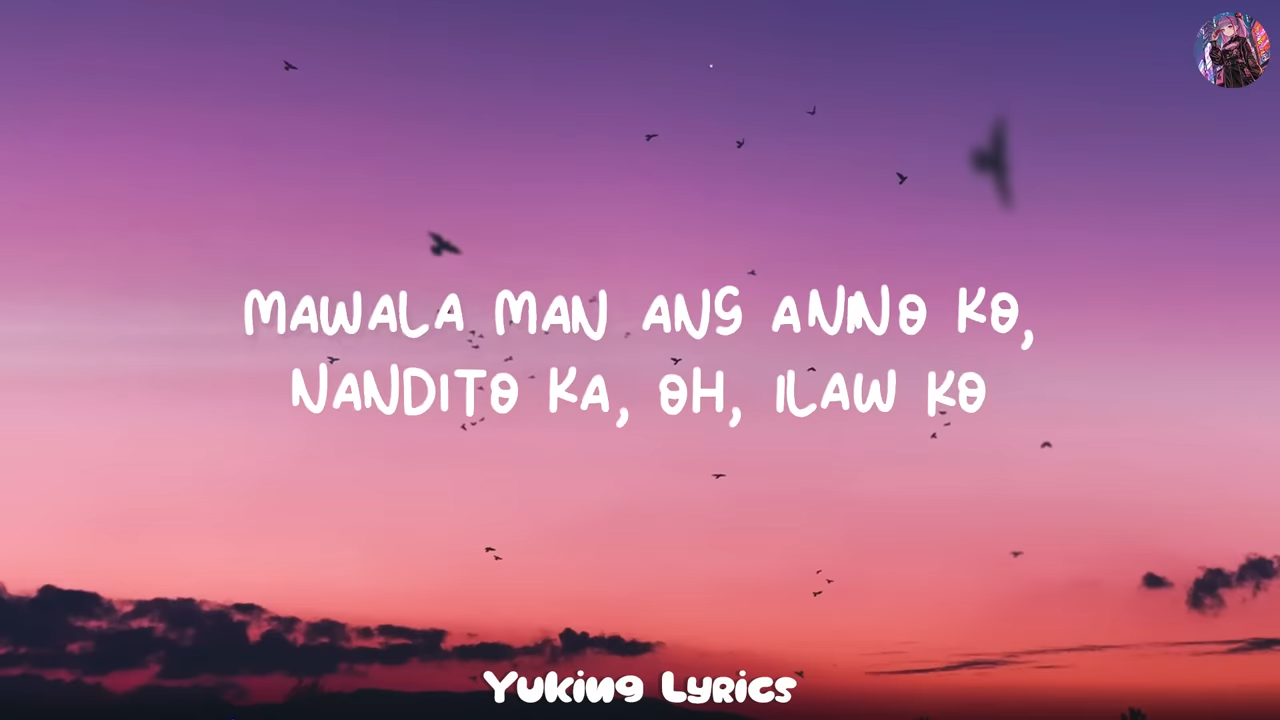 MAWALA MAN ANG ANINO KO,
NANDITO KA, OH, ILAW KO
Yuking Lyrics